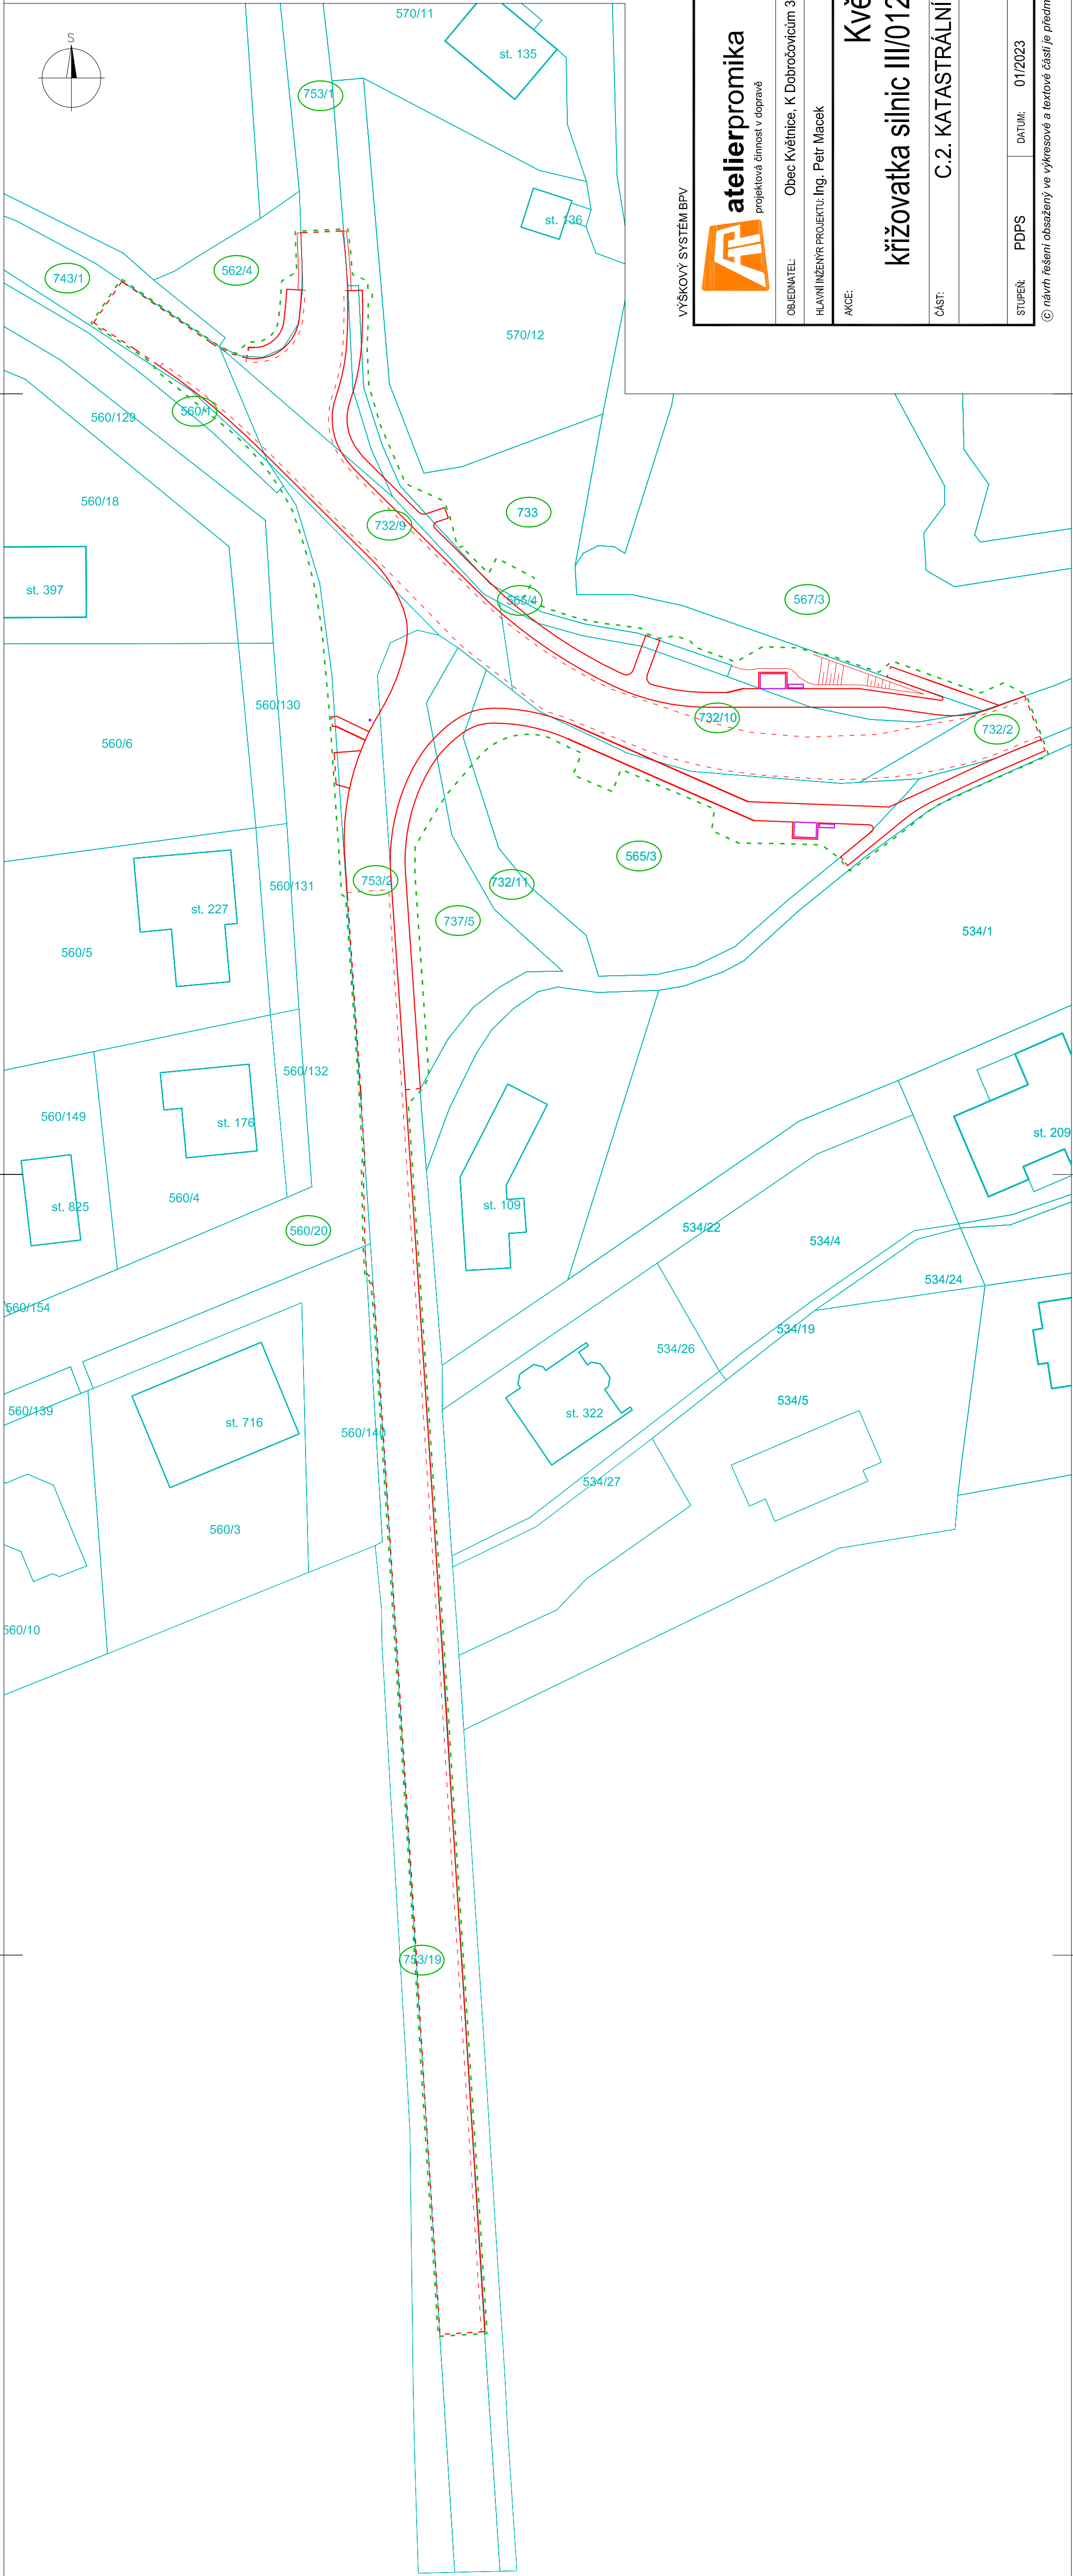 S
570/11
st. 135
753/1
st. 136
743/1
562/4
570/12
560/1
560/129
560/18
732/9
733
st. 397
565/4
567/3
560/130
560/6
732/10
732/2
565/3
753/2
732/11
560/131
st. 227
737/5
534/1
560/5
560/132
560/149
st. 176
st. 209
560/4
st. 825
st. 109
560/20
534/22
534/4
534/24
560/154
534/19
534/26
534/5
560/139
st. 716
st. 322
560/140
534/27
560/3
560/10
753/19
VÝŠKOVÝ SYSTÉM BPV
atelierpromika
projektová činnost v dopravě
OBJEDNATEL: Obec Květnice, K Dobročovicům 3
HLAVNÍ INŽENÝR PROJEKTU: Ing. Petr Macek
AKCE:
Kvě
křižovatka silnic III/012
ČÁST: C.2. KATASTRÁLNÍ
STUPEŇ: PDPS DATUM: 01/2023
© návrh řešení obsažený ve výkresové a textové části je předm